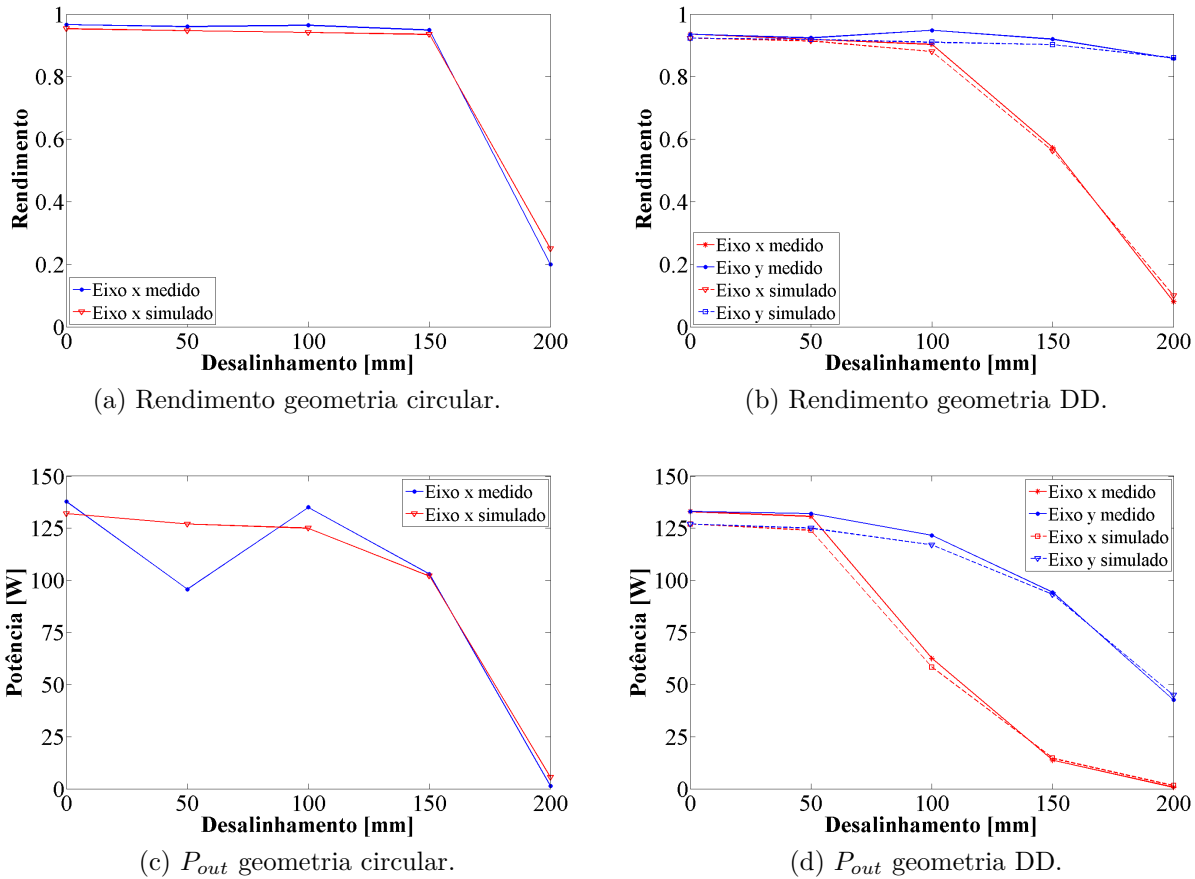 1
0.8
0.6
0.4
0.2
0
Rendimento
Eixo x medido
Eixo x simulado
0 50 100 150 200
Desalinhamento [mm]
(a) Rendimento geometria circular.
1
0.8
0.6
0.4
0.2
0
Rendimento
Eixo x medido
Eixo y medido
Eixo x simulado
Eixo y simulado
0 50 100 150 200
Desalinhamento [mm]
(b) Rendimento geometria DD.
150
125
100
75
50
25
0
Potência [W]
Eixo x medido
Eixo x simulado
0 50 100 150 200
Desalinhamento [mm]
(c) P_out geometria circular.
150
125
100
75
50
25
0
Potência [W]
Eixo x medido
Eixo y medido
Eixo x simulado
Eixo y simulado
0 50 100 150 200
Desalinhamento [mm]
(d) P_out geometria DD.